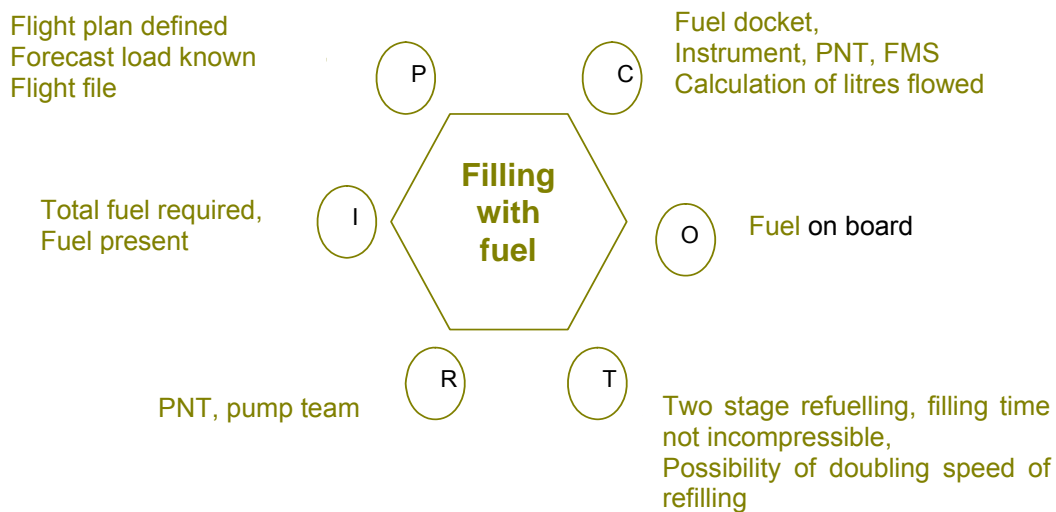 Flight plan defined
Forecast load known
Flight file
P
C
Fuel docket,
Instrument, PNT, FMS
Calculation of litres flowed
Filling
with
fuel
Total fuel required,
Fuel present
I
O
Fuel on board
R
T
PNT, pump team
Two stage refuelling, filling time
not incompressible,
Possibility of doubling speed of
refilling